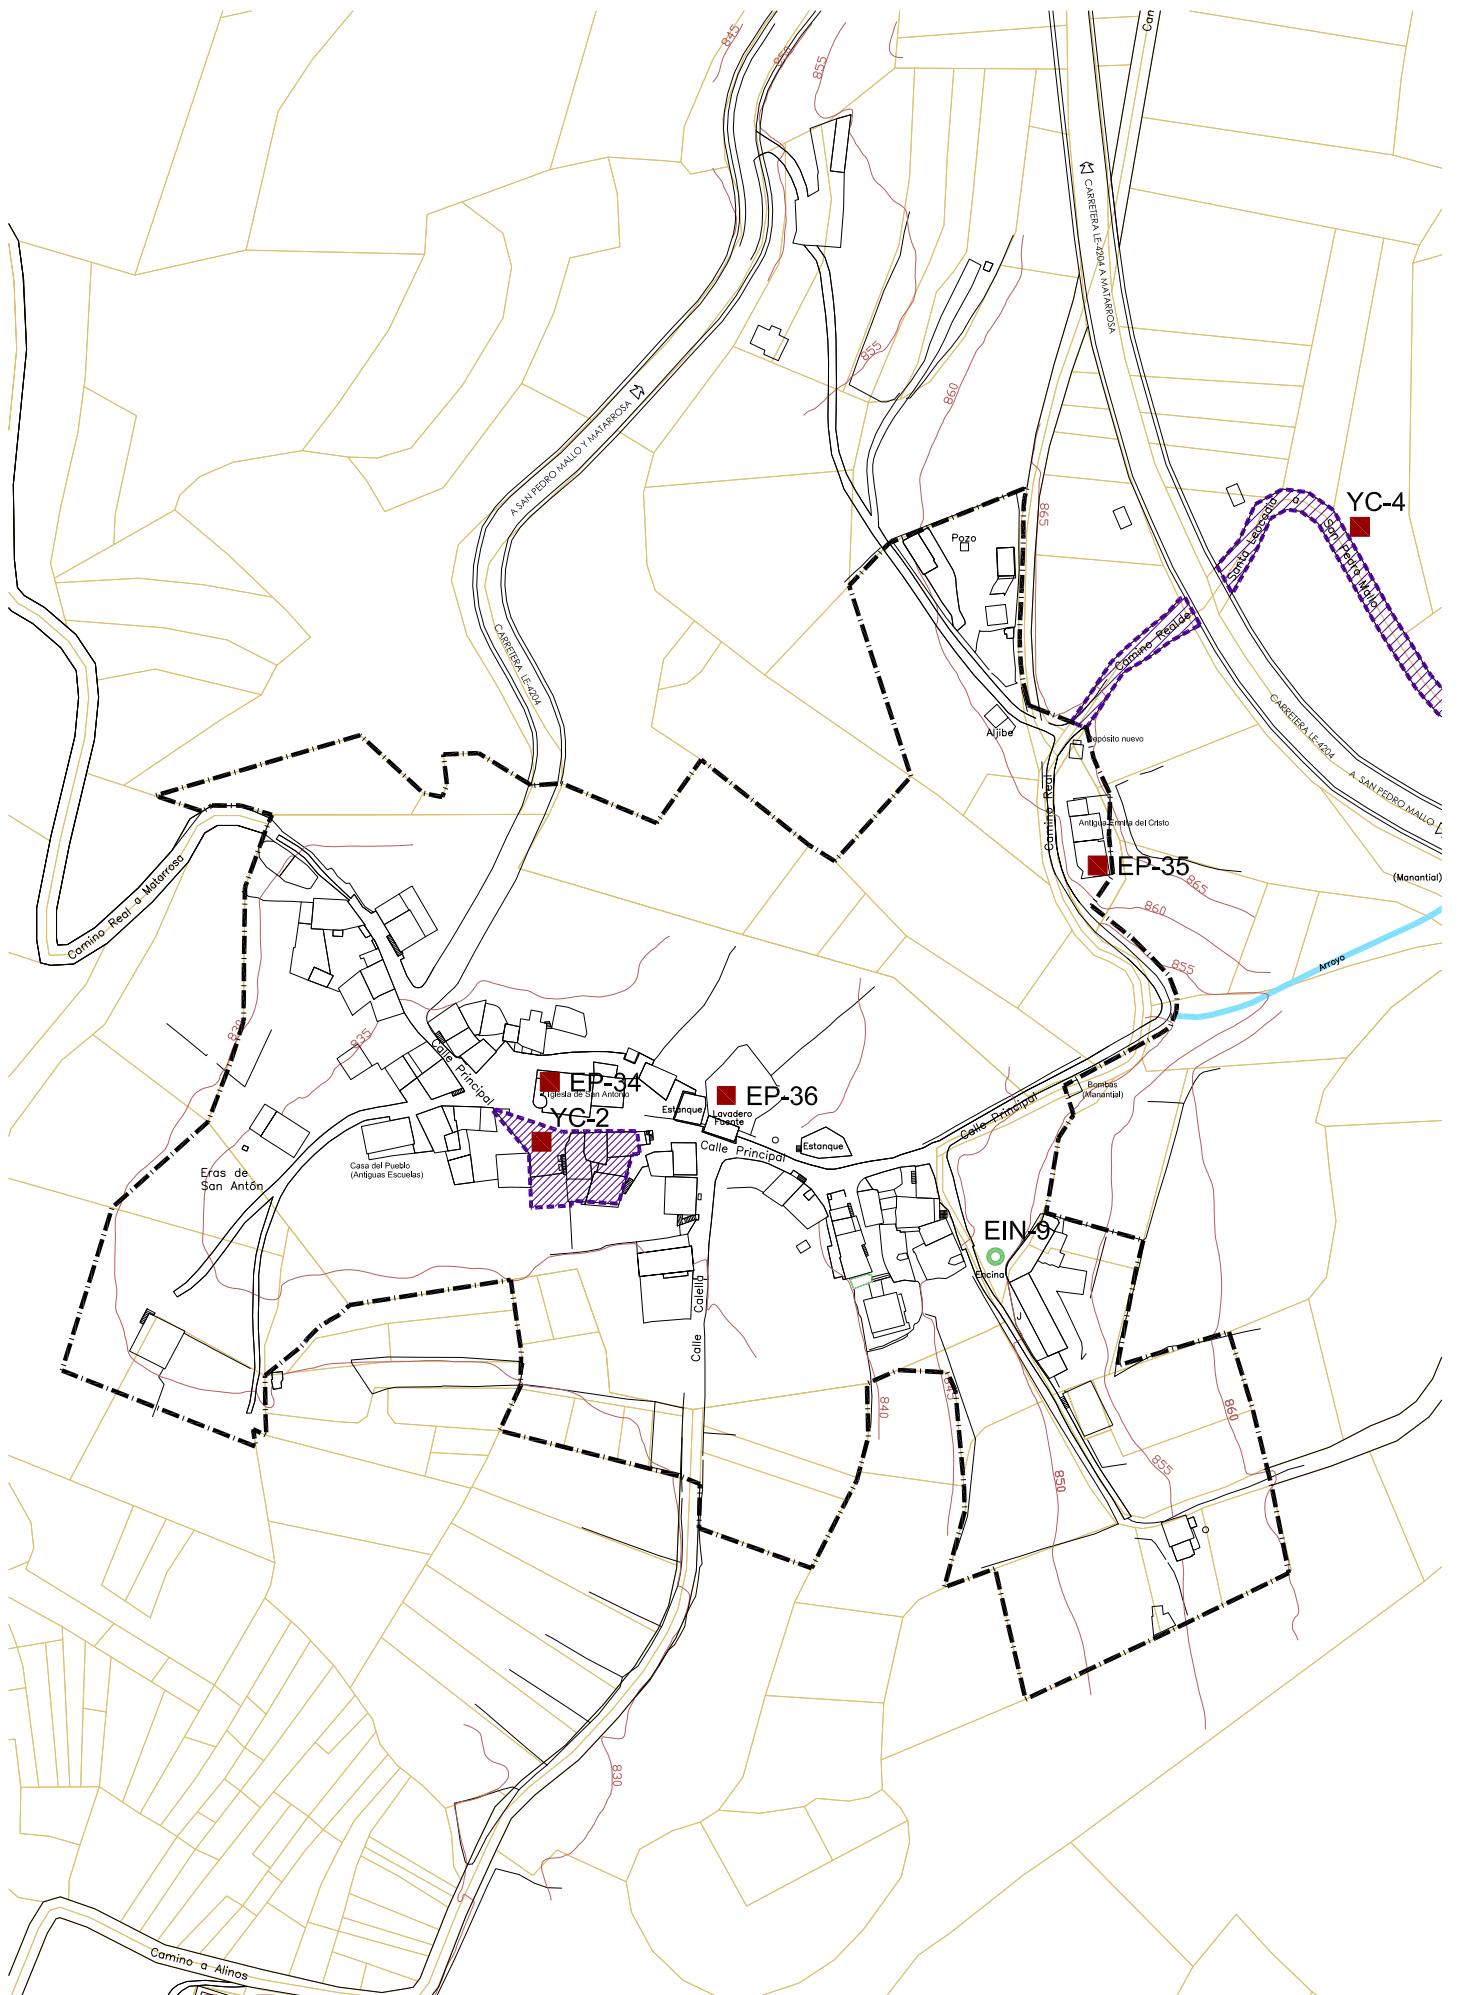 845
850
855
Can
CARRETERA LE-4204 A MATARROSA
855
860
A SAN PEDRO MALLO Y MATARROSA
865
YC-4
Santa Leocadia
San Pedro Mallo
Pozo
CARRETERA LE-4204
Camino Real de
CARRETERA LE-4204
A SAN PEDRO MALLO
Aljibe
Depósito nuevo
Camino Real
Antigua Ermita del Cristo
EP-35
865
(Manantial)
860
Camino Real a Matarrosa
855
Arroyo
830
835
Calle Principal
EP-34
Iglesia de San Antonio
EP-36
Estanque
Lavadero
Fuente
Bombas
(Manantial)
YC-2
Calle Principal
Calle Principal
Estanque
Casa del Pueblo
(Antiguas Escuelas)
Eras de
San Antón
EIN-9
Encina
Calle Calella
840
845
860
850
855
830
Camino a Alinos